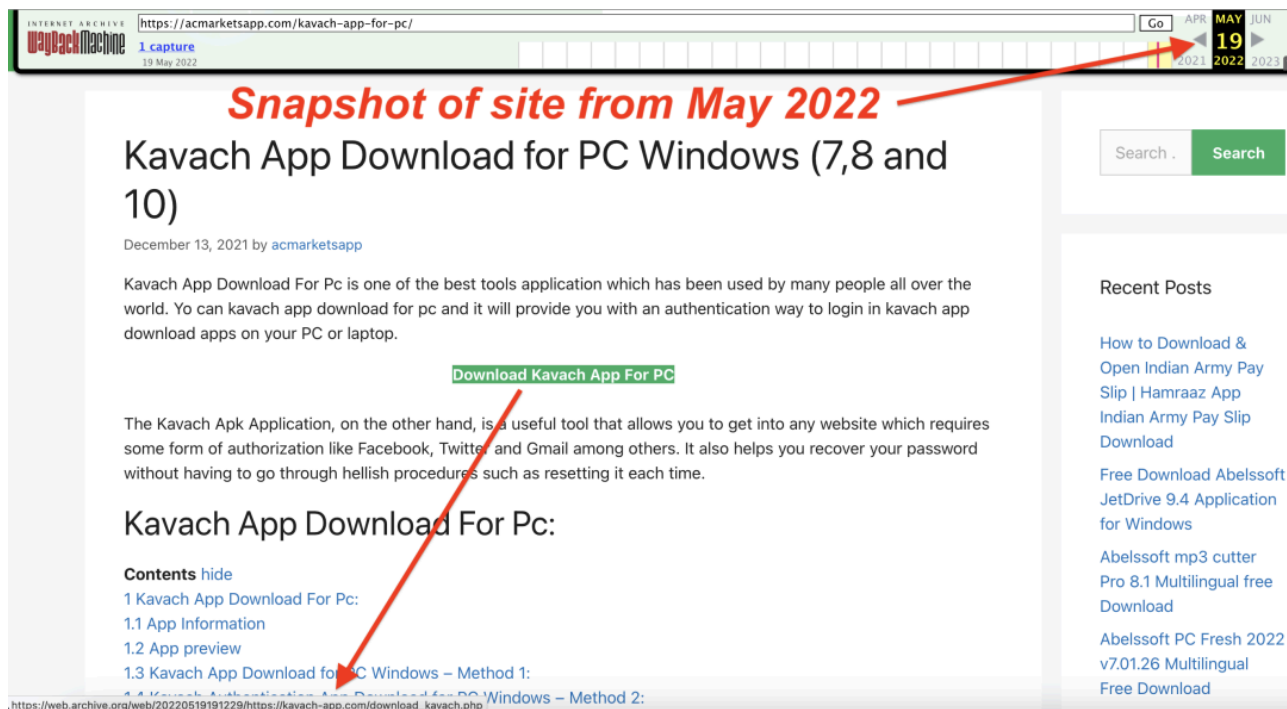 INTERNET ARCHIVE
WayBackMachine
https://acmarketsapp.com/kavach-app-for-pc/
Go
APR MAY JUN
1 capture
19
19 May 2022
2021 2022 2023
Snapshot of site from May 2022
Kavach App Download for PC Windows (7,8 and
10)
December 13, 2021 by acmarketsapp
Kavach App Download For Pc is one of the best tools application which has been used by many people all over the
world. Yo can kavach app download for pc and it will provide you with an authentication way to login in kavach app
download apps on your PC or laptop.
Download Kavach App For PC
The Kavach Apk Application, on the other hand, is a useful tool that allows you to get into any website which requires
some form of authorization like Facebook, Twitter and Gmail among others. It also helps you recover your password
without having to go through hellish procedures such as resetting it each time.
Kavach App Download For Pc:
Contents hide
1 Kavach App Download For Pc:
1.1 App Information
1.2 App preview
1.3 Kavach App Download for PC Windows – Method 1:
1.4 Kavach Authentication App Download for PC Windows – Method 2:
https://web.archive.org/web/20220519191229/https://kavach-app.com/download_kavach.php
Search .
Search
Recent Posts
How to Download &
Open Indian Army Pay
Slip | Hamraaz App
Indian Army Pay Slip
Download
Free Download Abelssoft
JetDrive 9.4 Application
for Windows
Abelssoft mp3 cutter
Pro 8.1 Multilingual free
Download
Abelssoft PC Fresh 2022
v7.01.26 Multilingual
Free Download